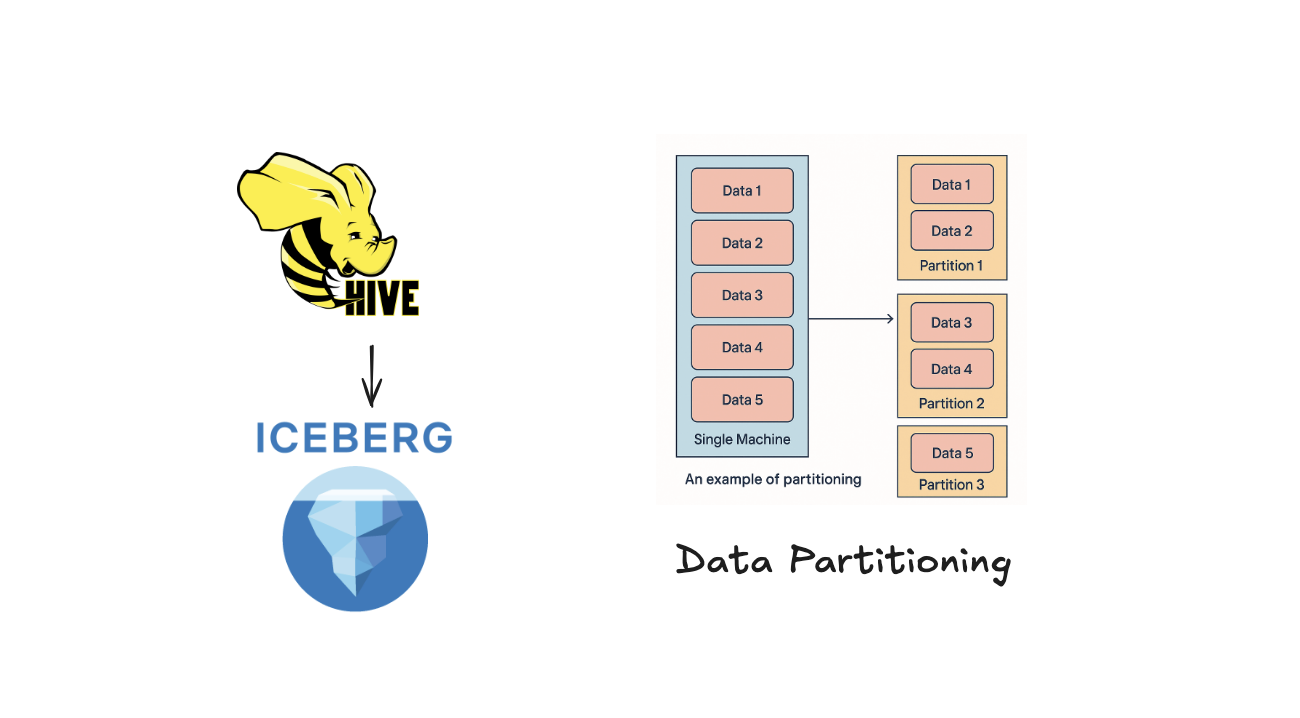 HIVE
ICEBERG
Data 1
Data 2
Data 3
Data 4
Data 5
Single Machine
An example of partitioning
Data 1
Data 2
Partition 1
Data 3
Data 4
Partition 2
Data 5
Partition 3
Data Partitioning